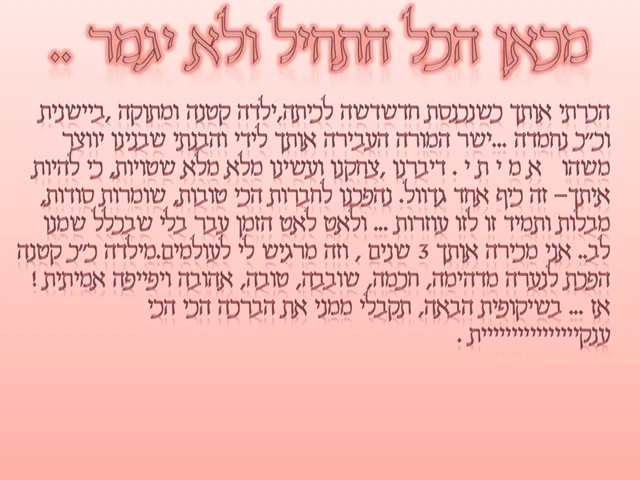 מכאן הכל התחיל ולא יגמר ..
הכרתי אותך כשנכנסת חדשדשה לכיתה,ילדה קטנה ומתוקה ,ביישנית
וכ״כ נחמדה ...ישר המורה העבירה אותך לידי והבנתי שבנינו יווצר
משהו א מ י ת י . דיברנו ,צחקנו ועשינו מלא מלא שטויות, כי להיות
איתך– זה כיף אחד גדול. נהפכנו לחברות הכי טובות, שומרות סודות,
מבלות ותמיד זו לזו עוזרות ... ולאט לאט הזמן עבר בלי שבכלל שמנו
לב.. אני מכירה אותך 3 שנים , וזה מרגיש לי לעולמים.מילדה כ״כ קטנה
הפכת לנערה מדהימה, חכמה, שובבה, טובה, אהובה ויפייפה אמיתית !
אז ... בשיקופית הבאה, תקבלי ממני את הברכה הכי הכי
ענקיייייייייייייייייית .